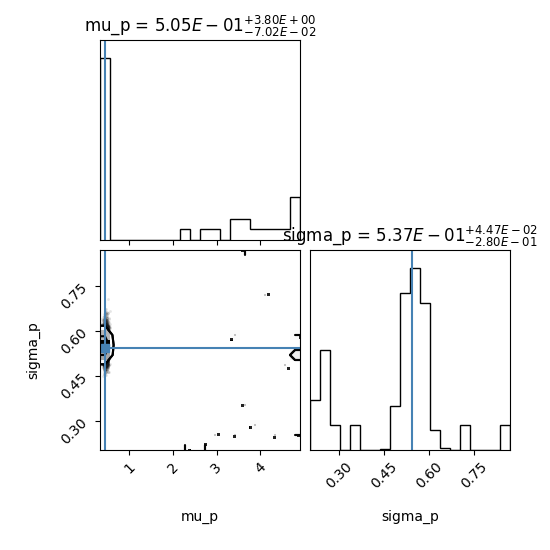 mu_p = 5.05E − 01+3.80E + 00 −7.02E − 02
sigma_p = 5.37E − 01+4.47E − 02 −2.80E − 01
0.75
0.60
0.45
0.30
sigma_p
1 2 3 4
0.30 0.45 0.60 0.75
mu_p
sigma_p